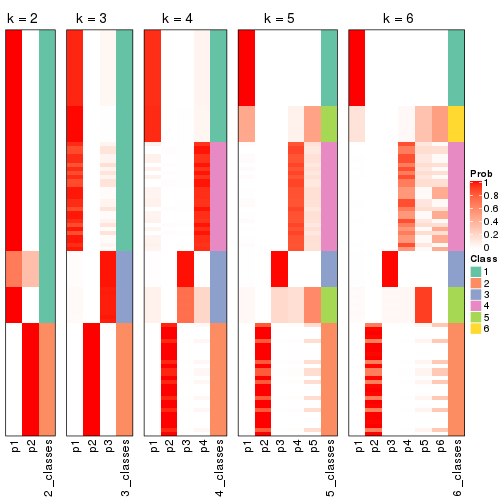 k = 2
k = 3
k = 4
k = 5
k = 6
Prob
1
0.8
0.6
0.4
0.2
0
Class
1
2
3
4
5
6
p1
p2
2_classes
p1
p2
p3
3_classes
p1
p2
p3
p4
4_classes
p1
p2
p3
p4
p5
5_classes
p1
p2
p3
p4
p5
p6
6_classes